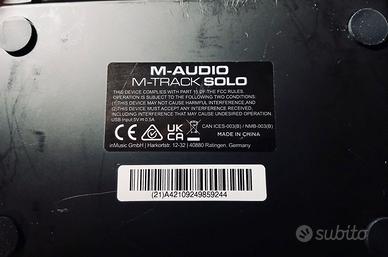 M-AUDIO
M-TRACK SOLO
THIS DEVICE COMPLIES WITH PART 15 OF THE FCC RULES.
OPERATION IS SUBJECT TO THE FOLLOWING TWO CONDITIONS:
(1) THIS DEVICE MAY NOT CAUSE HARMFUL INTERFERENCE AND
(2) THIS DEVICE MUST ACCEPT ANY INTERFERENCE RECEIVED,
INCLUDING INTERFERENCE THAT MAY CAUSE UNDESIRED OPERATION.
USB Input 5V ⎓ 0.5A
CE UK CA CAN ICES-003(B) / NMB-003(B)
MADE IN CHINA
inMusic GmbH | Harkortstr. 12-32 | 40880 Ratingen, Germany
(21)A42109249859244
subito